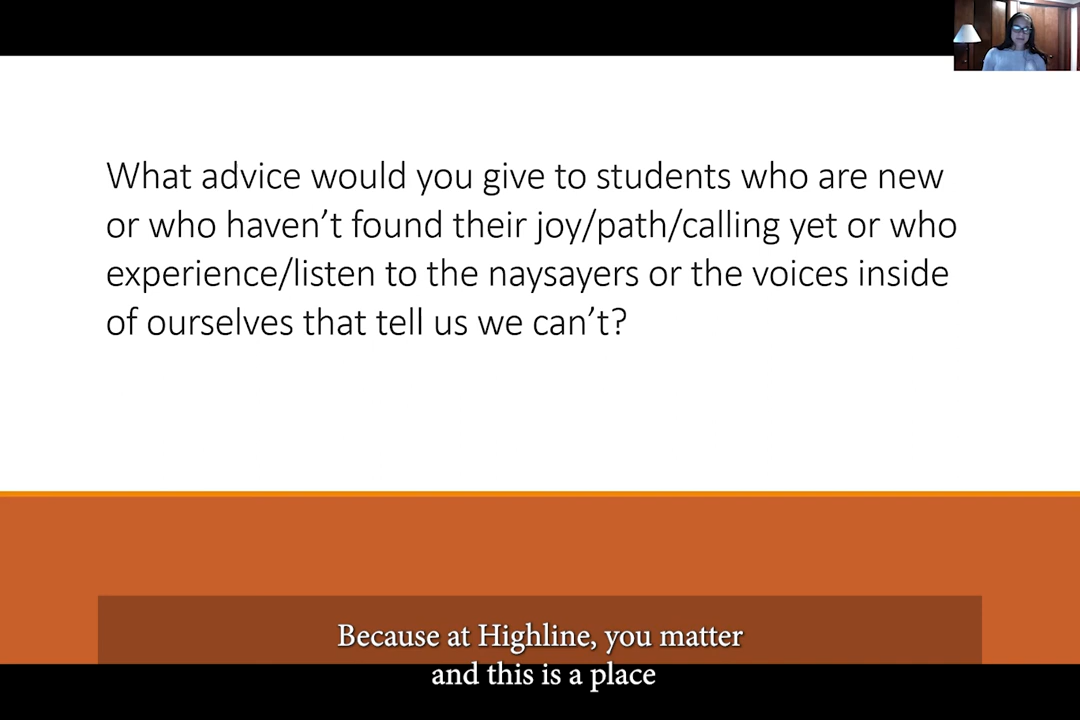 What advice would you give to students who are new
or who haven’t found their joy/path/calling yet or who
experience/listen to the naysayers or the voices inside
of ourselves that tell us we can’t?
Because at Highline, you matter
and this is a place